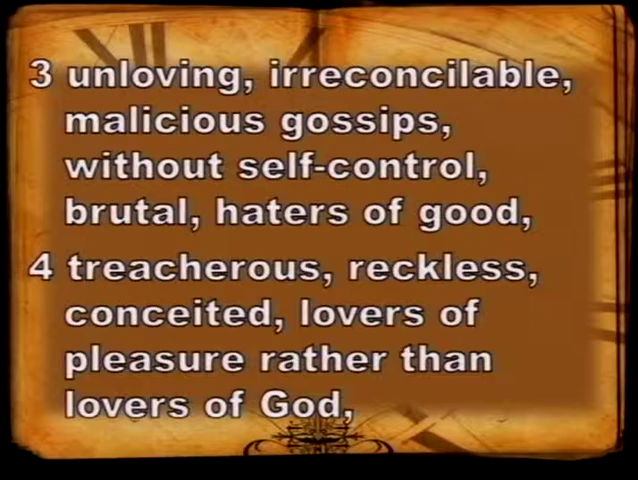 3 unloving, irreconcilable,
malicious gossips,
without self-control,
brutal, haters of good,
4 treacherous, reckless,
conceited, lovers of
pleasure rather than
lovers of God,